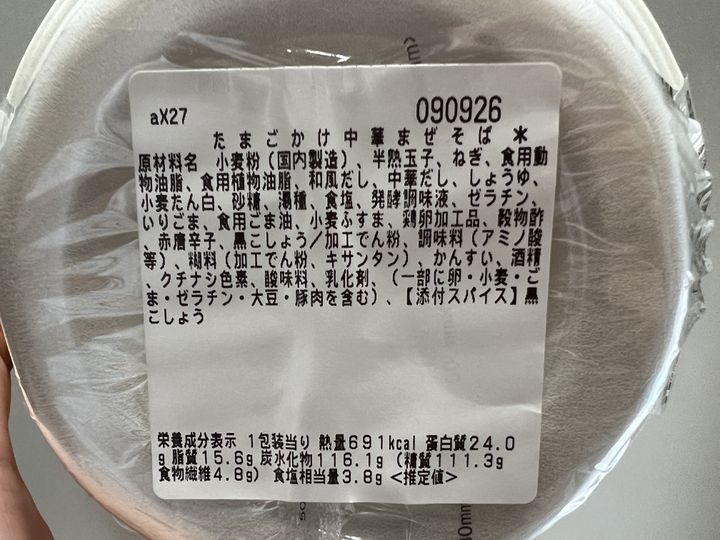 aX27
090926
たまごかけ中華まぜそば ＊
原材料名 小麦粉（国内製造）、半熟玉子、ねぎ、食用動
物油脂、食用植物油脂、和風だし、中華だし、しょうゆ、
小麦たん白、砂糖、湯種、食塩、発酵調味液、ゼラチン、
いりごま、食用ごま油、小麦ふすま、鶏卵加工品、穀物酢
、赤唐辛子、黒こしょう／加工でん粉、調味料（アミノ酸
等）、糊料（加工でん粉、キサンタン）、かんすい、酒精
、クチナシ色素、酸味料、乳化剤、（一部に卵・小麦・ご
ま・ゼラチン・大豆・豚肉を含む）、【添付スパイス】黒
こしょう
栄養成分表示 1包装当り 熱量691kcal 蛋白質24.0
g 脂質15.6g 炭水化物116.1g（糖質111.3g
食物繊維4.8g） 食塩相当量3.8g <推定値>